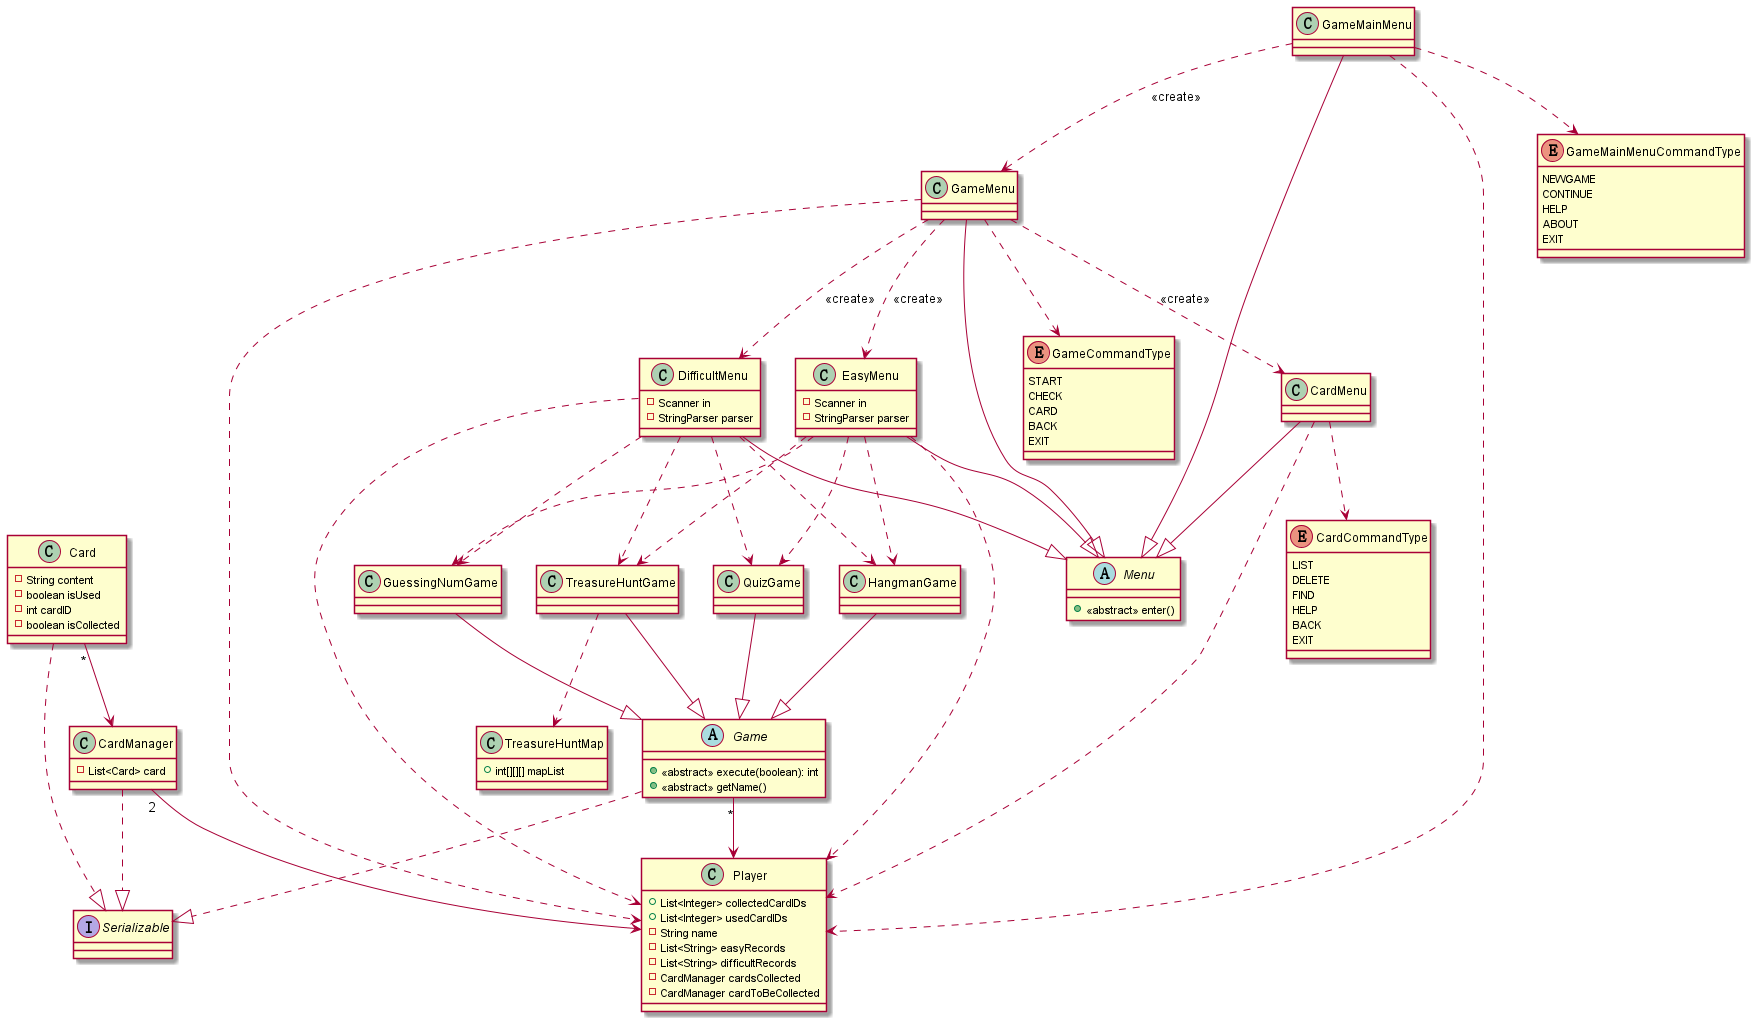 C GameMainMenu
«create»
E GameMainMenuCommandType
NEWGAME
CONTINUE
HELP
ABOUT
EXIT
C GameMenu
«create»
«create»
«create»
E GameCommandType
START
CHECK
CARD
BACK
EXIT
C DifficultMenu
Scanner in
StringParser parser
C EasyMenu
Scanner in
StringParser parser
C CardMenu
E CardCommandType
LIST
DELETE
FIND
HELP
BACK
EXIT
C Card
String content
boolean isUsed
int cardID
boolean isCollected
*
C GuessingNumGame
C TreasureHuntGame
C QuizGame
C HangmanGame
A Menu
«abstract» enter()
C CardManager
List<Card> card
2
C TreasureHuntMap
int[][][] mapList
A Game
«abstract» execute(boolean): int
«abstract» getName()
*
I Serializable
C Player
List<Integer> collectedCardIDs
List<Integer> usedCardIDs
String name
List<String> easyRecords
List<String> difficultRecords
CardManager cardsCollected
CardManager cardToBeCollected